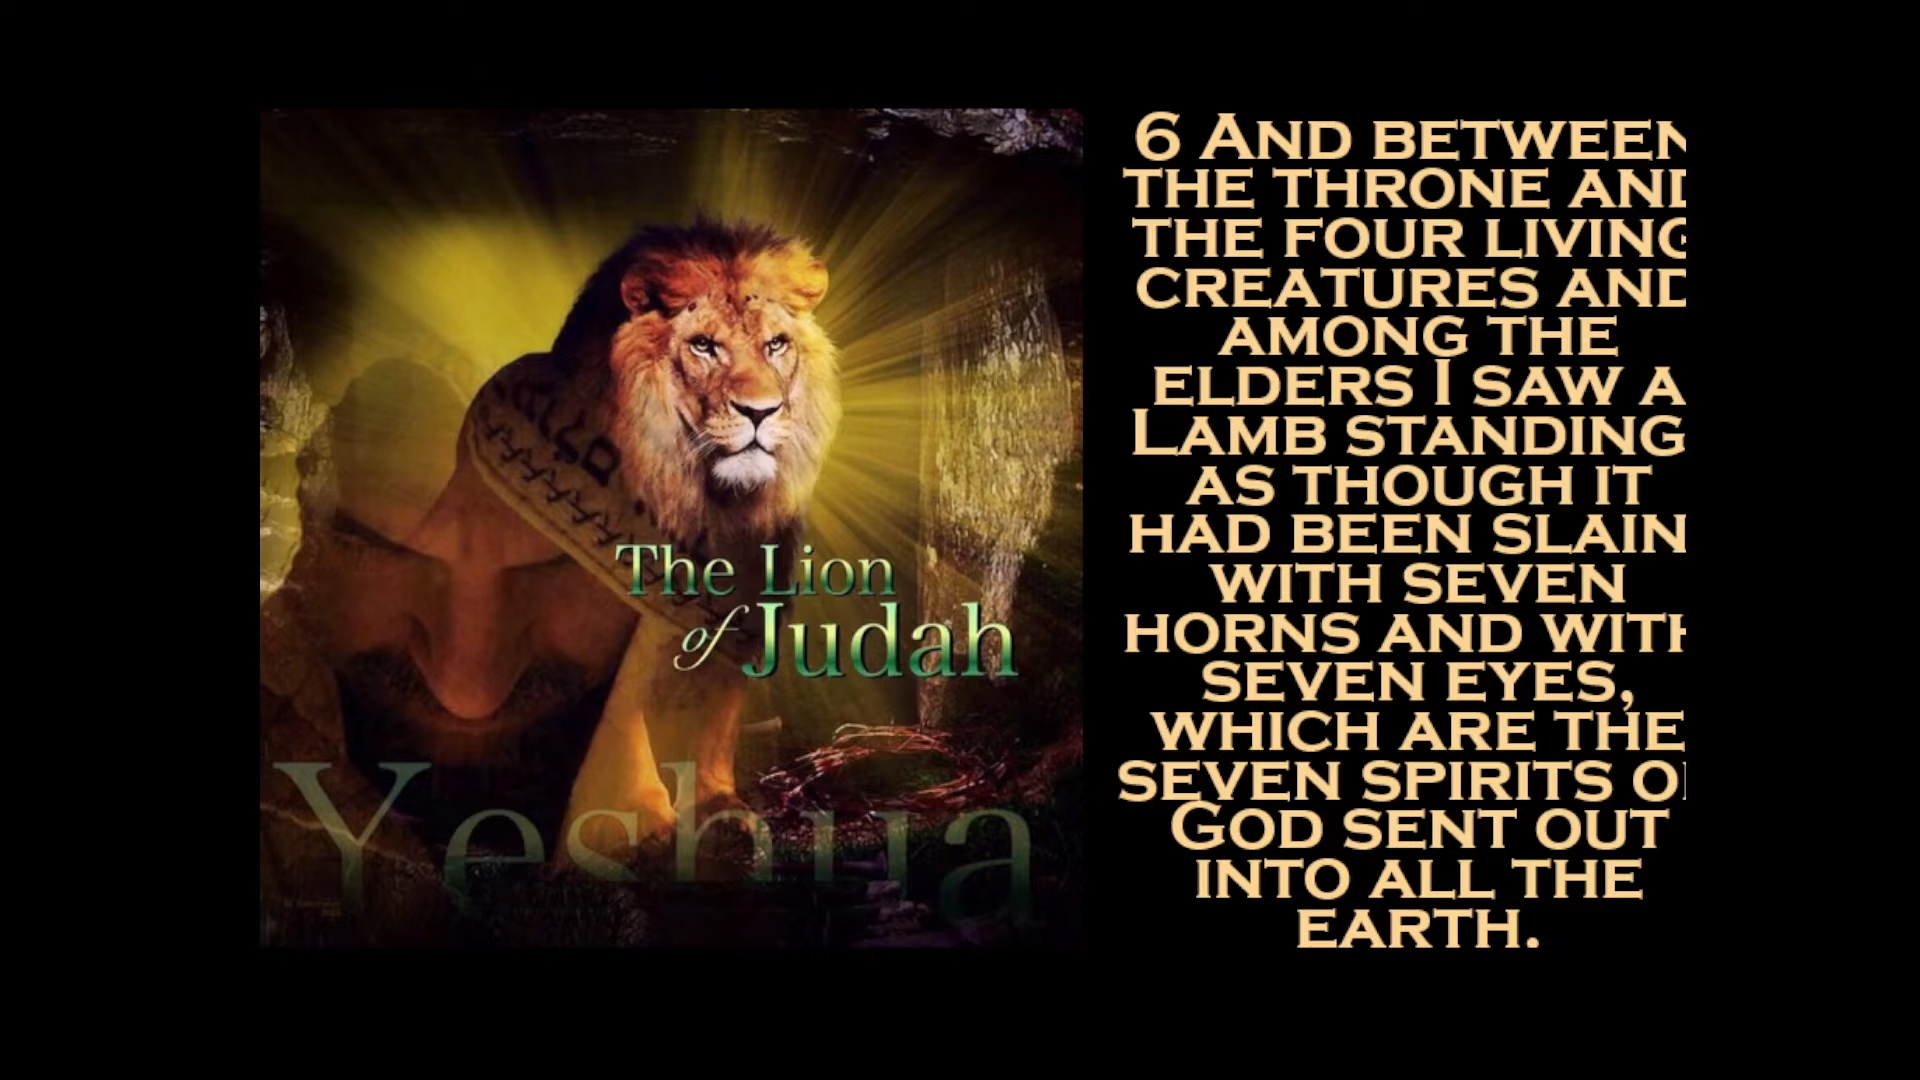 The Lion
of Judah
Yeshua
6 And between
the throne and
the four living
creatures and
among the
elders I saw a
Lamb standing
as though it
had been slain
with seven
horns and with
seven eyes,
which are the
seven spirits of
God sent out
into all the
earth.